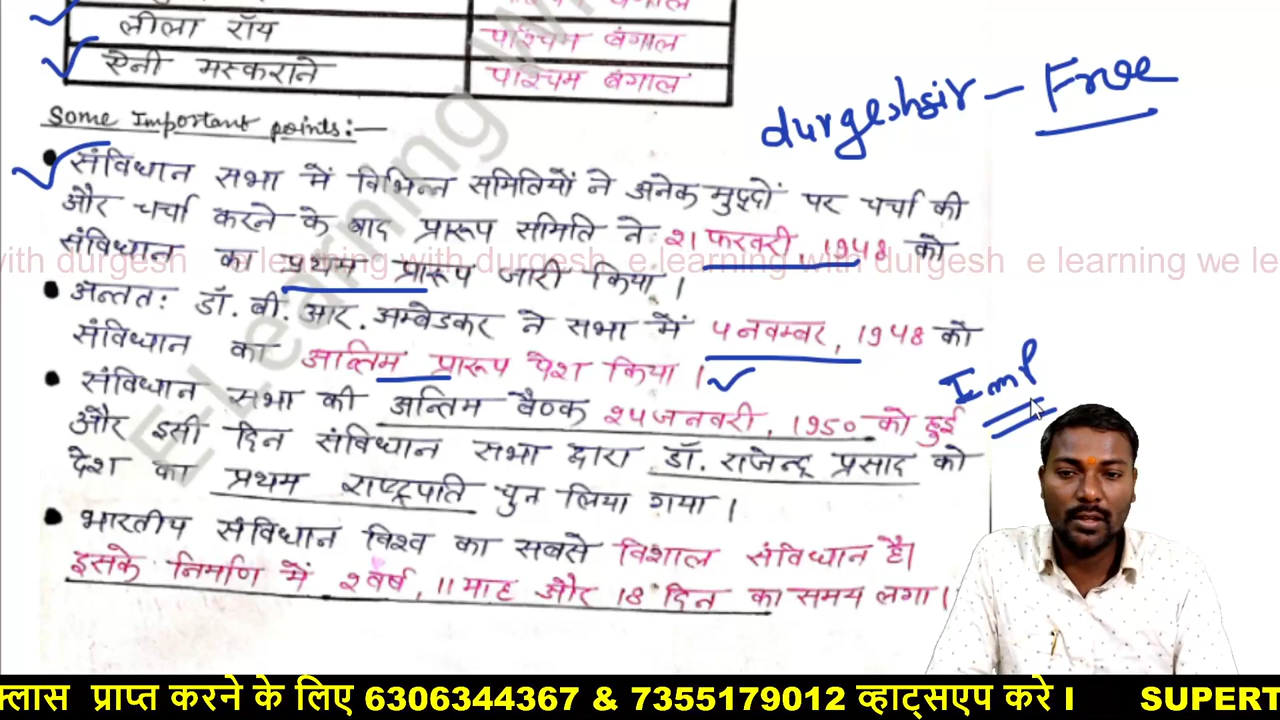 पश्चिम बंगाल
लीला रॉय पश्चिम बंगाल
ऐनी मस्कराने पश्चिम बंगाल
durgeshsir - Free
Some Important points:-
• संविधान सभा में विभिन्न समितियों ने अनेक मुद्दों पर चर्चा की
और चर्चा करने के बाद प्रारूप समिति ने 21 फरवरी, 1948 को
with durgesh e learning with durgesh e learning we le
संविधान का प्रथम प्रारूप जारी किया।
• अन्ततः डॉ. बी. आर. अम्बेडकर ने सभा में 4 नवम्बर, 1948 को
संविधान का अन्तिम प्रारूप पेश किया।
Imp
• संविधान सभा की अन्तिम बैठक 24 जनवरी, 1950 को हुई
और इसी दिन संविधान सभा द्वारा डॉ. राजेन्द्र प्रसाद को
देश का प्रथम राष्ट्रपति चुन लिया गया।
• भारतीय संविधान विश्व का सबसे विशाल संविधान है।
इसके निर्माण में 2 वर्ष, 11 माह और 18 दिन का समय लगा।
E-Learning Wi
क्लास प्राप्त करने के लिए 6306344367 & 7355179012 व्हाट्सएप करे I SUPERT